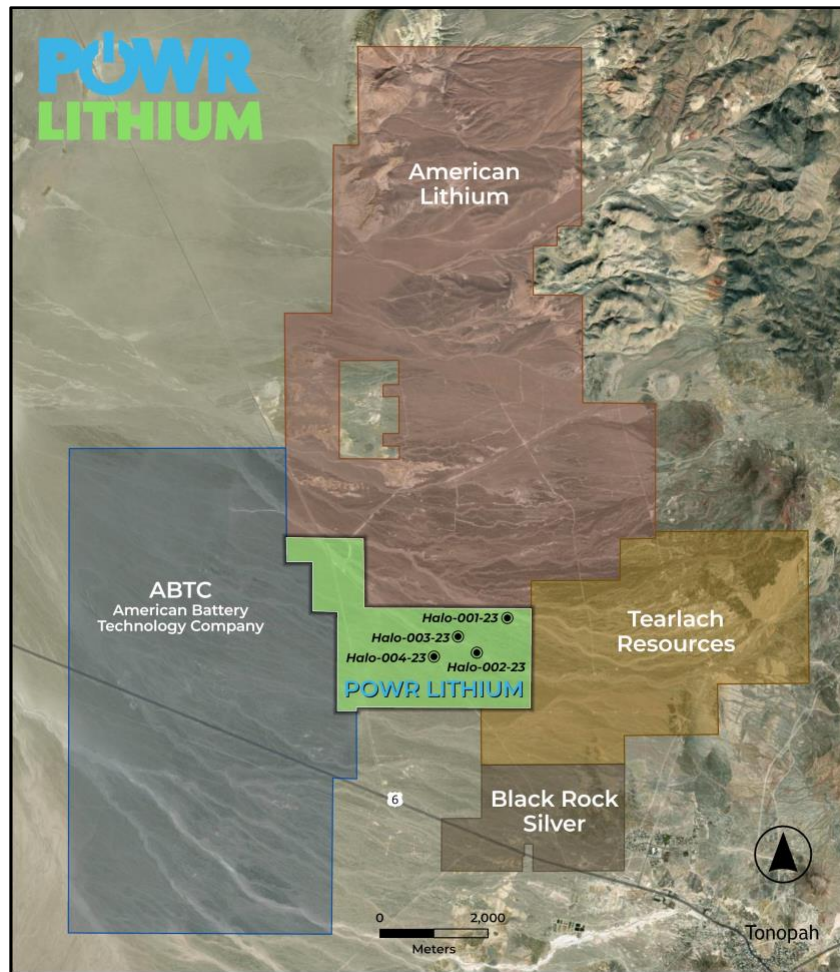 POWR
LITHIUM
American
Lithium
ABTC
American Battery
Technology Company
Halo-001-23
Halo-003-23
Halo-004-23
Halo-002-23
POWR LITHIUM
Tearlach
Resources
6
Black Rock
Silver
0 2,000
Meters
Tonopah